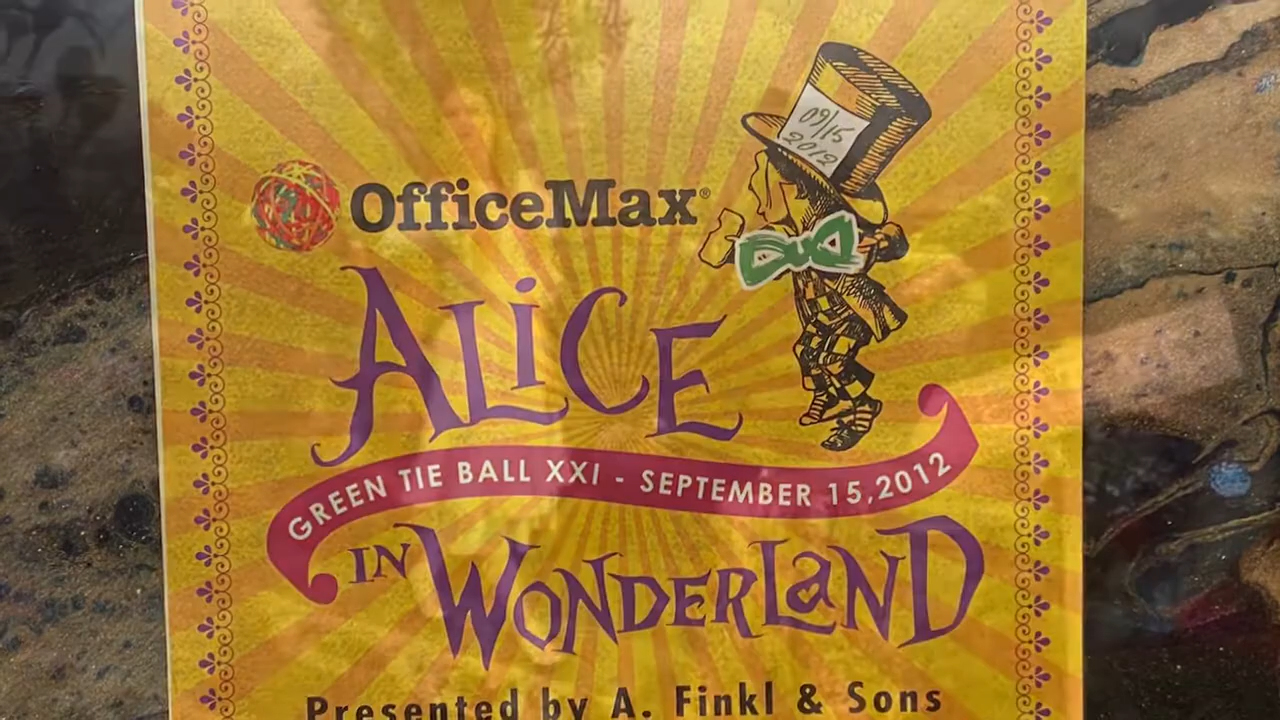 09/15
2012
OfficeMax®
ALiCE
GREEN TIE BALL XXI - SEPTEMBER 15, 2012
IN WONDERLaND
Presented by A. Finkl & Sons